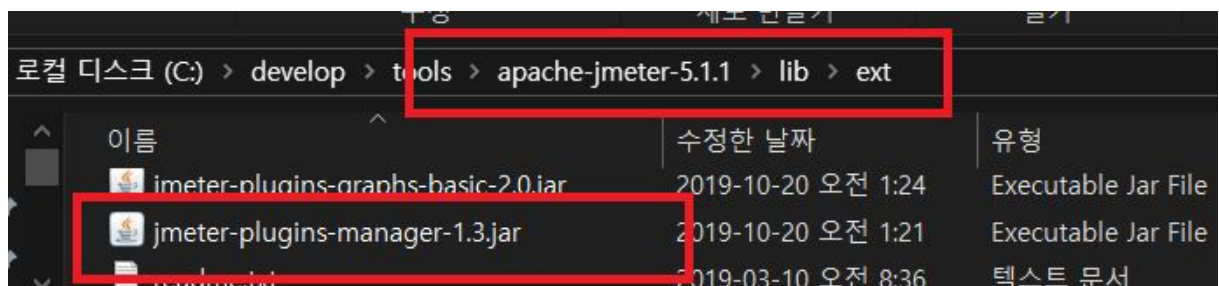 로컬 디스크 (C:) > develop > tools > apache-jmeter-5.1.1 > lib > ext
이름 수정한 날짜 유형
jmeter-plugins-graphs-basic-2.0.jar 2019-10-20 오전 1:24 Executable Jar File
jmeter-plugins-manager-1.3.jar 2019-10-20 오전 1:21 Executable Jar File
2019-03-10 오전 8:36 텍스트 문서